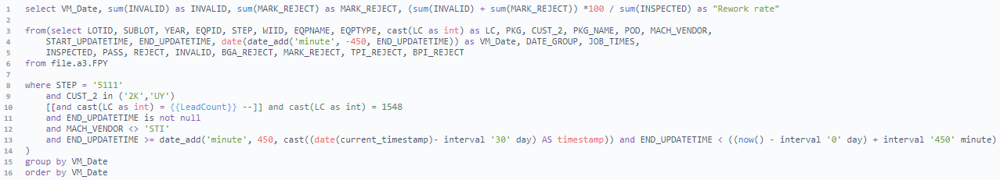 1 select VM_Date, sum(INVALID) as INVALID, sum(MARK_REJECT) as MARK_REJECT, (sum(INVALID) + sum(MARK_REJECT)) *100 / sum(INSPECTED) as "Rework rate"
2
3 from(select LOTID, SUBLOT, YEAR, EQPID, STEP, WIID, EQPNAME, EQPTYPE, cast(LC as int) as LC, PKG, CUST_2, PKG_NAME, POD, MACH_VENDOR,
4 START_UPDATETIME, END_UPDATETIME, date(date_add('minute', -450, END_UPDATETIME)) as VM_Date, DATE_GROUP, JOB_TIMES,
5 INSPECTED, PASS, REJECT, INVALID, BGA_REJECT, MARK_REJECT, TPI_REJECT, BPI_REJECT
6 from file.a3.FPY
7
8 where STEP = '5111'
9 and CUST_2 in ('2K','UY')
10 [[and cast(LC as int) = {{LeadCount}} --]] and cast(LC as int) = 1548
11 and END_UPDATETIME is not null
12 and MACH_VENDOR <> 'STI'
13 and END_UPDATETIME >= date_add('minute', 450, cast((date(current_timestamp)- interval '30' day) AS timestamp)) and END_UPDATETIME < ((now() - interval '0' day) + interval '450' minute)
14 )
15 group by VM_Date
16 order by VM_Date